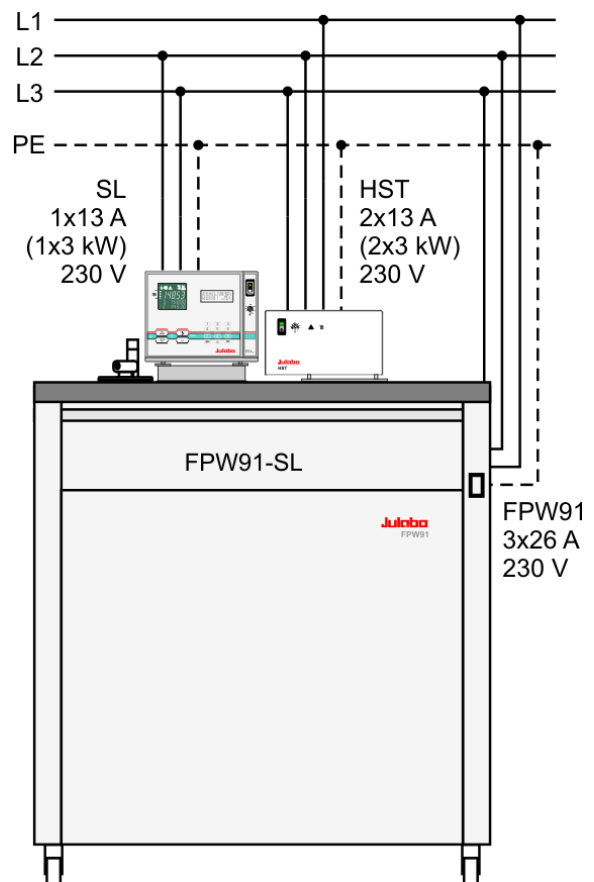 L1
L2
L3
PE
SL
1x13 A
(1x3 kW)
230 V
HST
2x13 A
(2x3 kW)
230 V
Julabo
Julabo
HST
FPW91-SL
Julabo
FPW91
FPW91
3x26 A
230 V